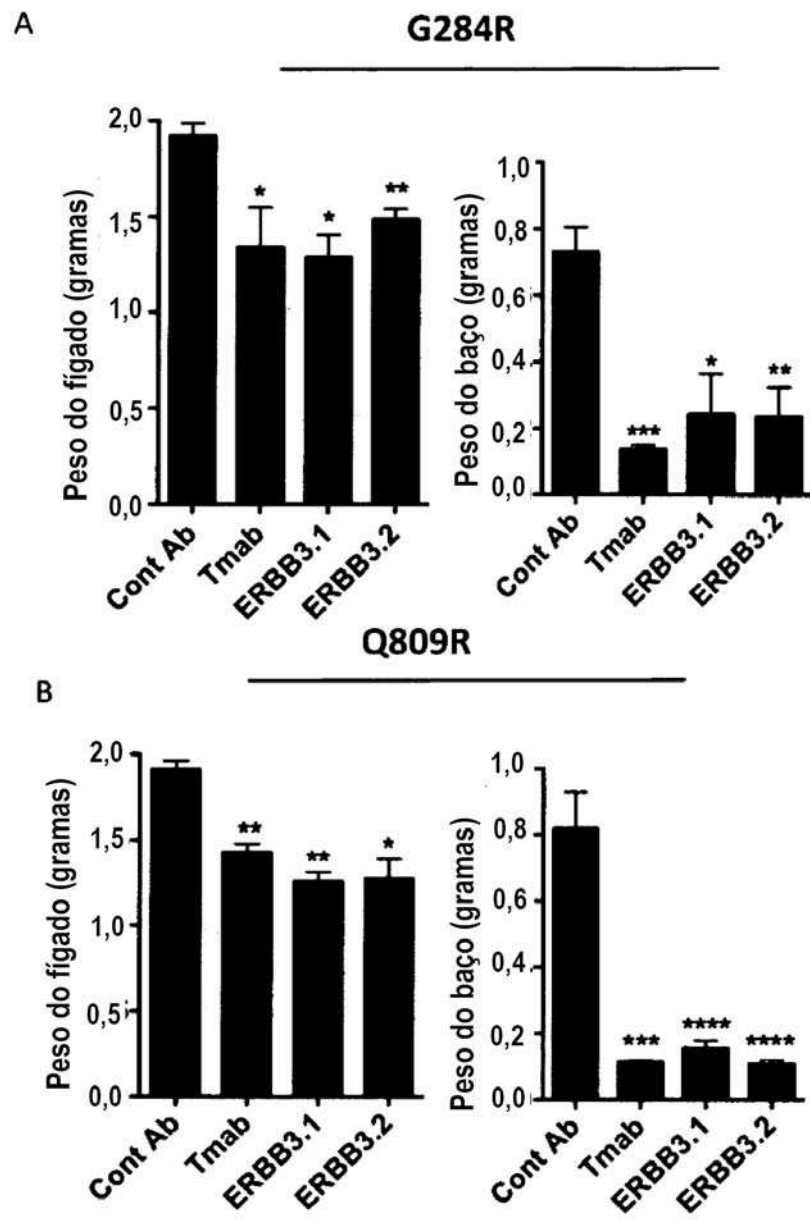 A
G284R
Peso do fígado (gramas)
2,0
1,5
1,0
0,5
0,0
*
*
**
Cont Ab
Tmab
ERBB3.1
ERBB3.2
Peso do baço (gramas)
1,0
0,8
0,6
0,4
0,2
0,0
***
*
**
Cont Ab
Tmab
ERBB3.1
ERBB3.2
Q809R
B
Peso do fígado (gramas)
2,0
1,5
1,0
0,5
0,0
**
**
*
Cont Ab
Tmab
ERBB3.1
ERBB3.2
Peso do baço (gramas)
1,0
0,8
0,6
0,4
0,2
0,0
***
****
****
Cont Ab
Tmab
ERBB3.1
ERBB3.2